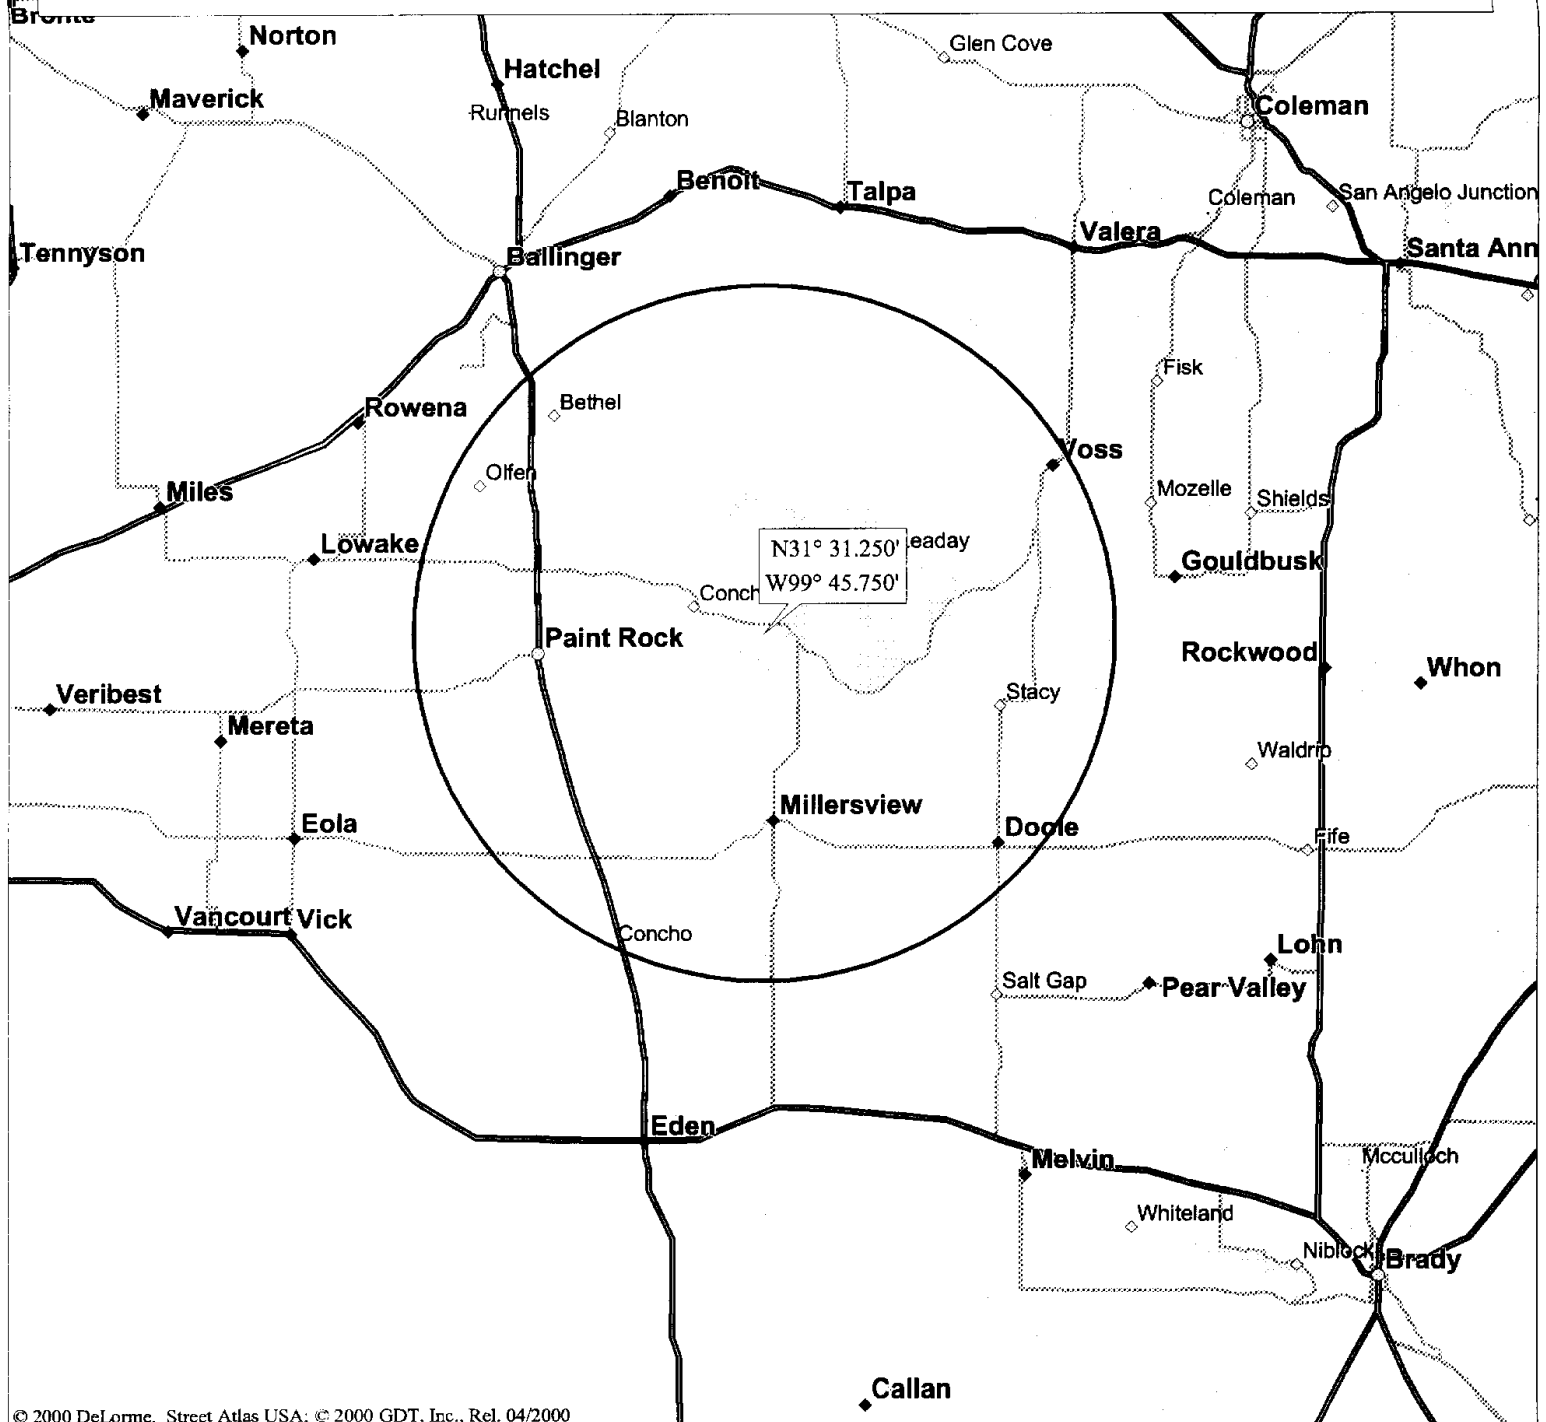 Norton
Glen Cove
Hatchel
Maverick
Runnels
Blanton
Coleman
Benoit
Talpa
Coleman
San Angelo Junction
Valera
Tennyson
Ballinger
Santa Ann
Fisk
Rowena
Bethel
Voss
Olfen
Miles
Mozelle
Shields
Lowake
N31° 31.250'
eaday
W99° 45.750'
Gouldbusk
Conch
Paint Rock
Rockwood
Whon
Veribest
Stacy
Mereta
Waldrip
Millersview
Eola
Doole
Fife
Vancourt
Vick
Concho
Lohn
Salt Gap
Pear Valley
Eden
Melvin
Mcculloch
Whiteland
Niblock
Brady
Callan
© 2000 DeLorme. Street Atlas USA; © 2000 GDT, Inc., Rel. 04/2000